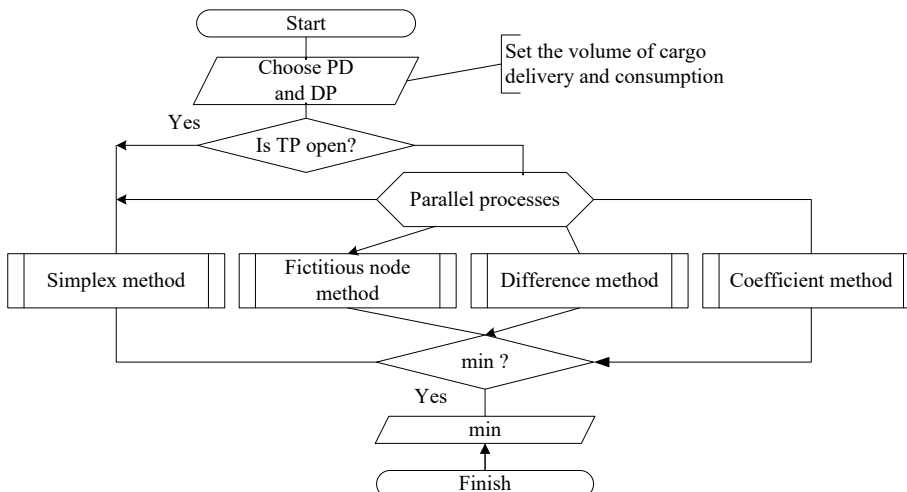 Start
Choose PD
and DP
Set the volume of cargo
delivery and consumption
Yes
Is TP open?
Parallel processes
Simplex method
Fictitious node
method
Difference method
Coefficient method
min ?
Yes
min
Finish